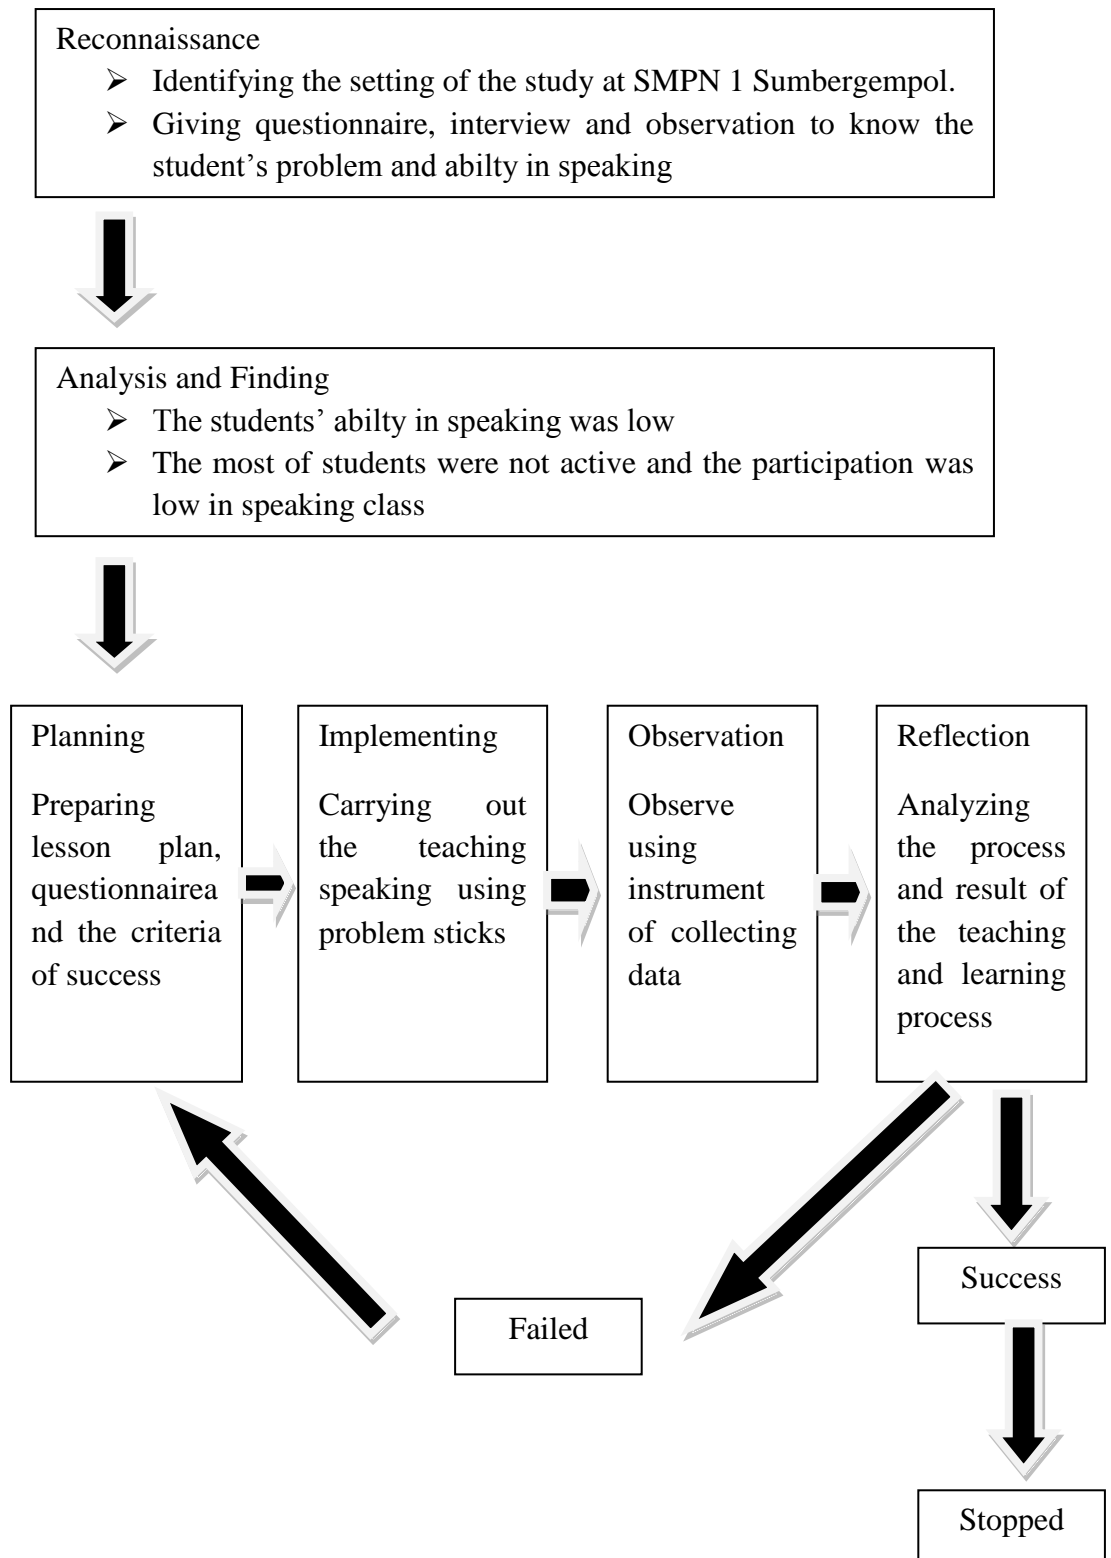 Reconnaissance
➢ Identifying the setting of the study at SMPN 1 Sumbergempol.
➢ Giving questionnaire, interview and observation to know the
student’s problem and abilty in speaking
Analysis and Finding
➢ The students’ abilty in speaking was low
➢ The most of students were not active and the participation was
low in speaking class
Planning
Preparing
lesson plan,
questionnairea
nd the criteria
of success
Implementing
Carrying out
the teaching
speaking using
problem sticks
Observation
Observe
using
instrument
of collecting
data
Reflection
Analyzing
the process
and result of
the teaching
and learning
process
Success
Failed
Stopped